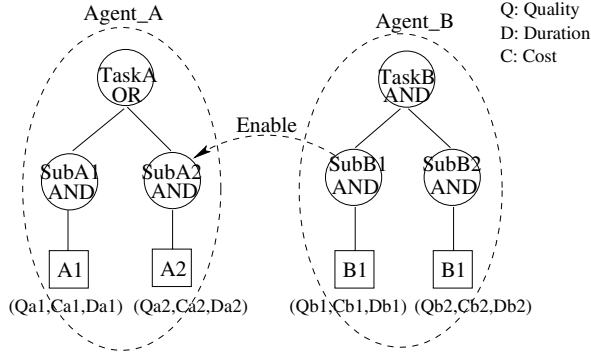 Agent_A
Agent_B
Q: Quality
D: Duration
C: Cost
TaskA
OR
TaskB
AND
Enable
SubA1
AND
SubA2
AND
SubB1
AND
SubB2
AND
A1
A2
B1
B1
(Qa1,Ca1,Da1)
(Qa2,Ca2,Da2)
(Qb1,Cb1,Db1)
(Qb2,Cb2,Db2)